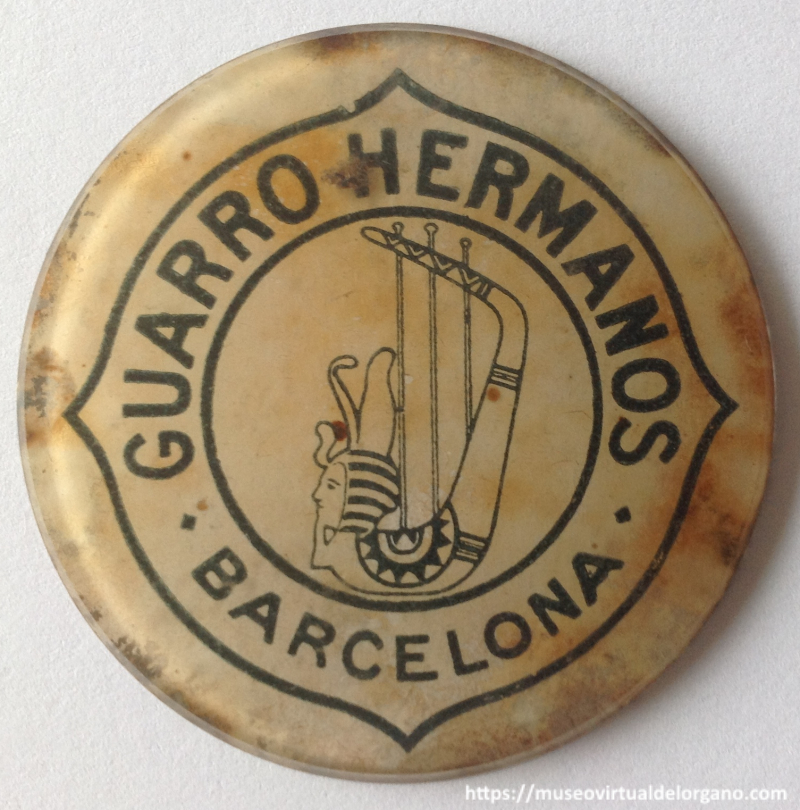 GUARRO HERMANOS
· BARCELONA ·
https://museovirtualdelorgano.com